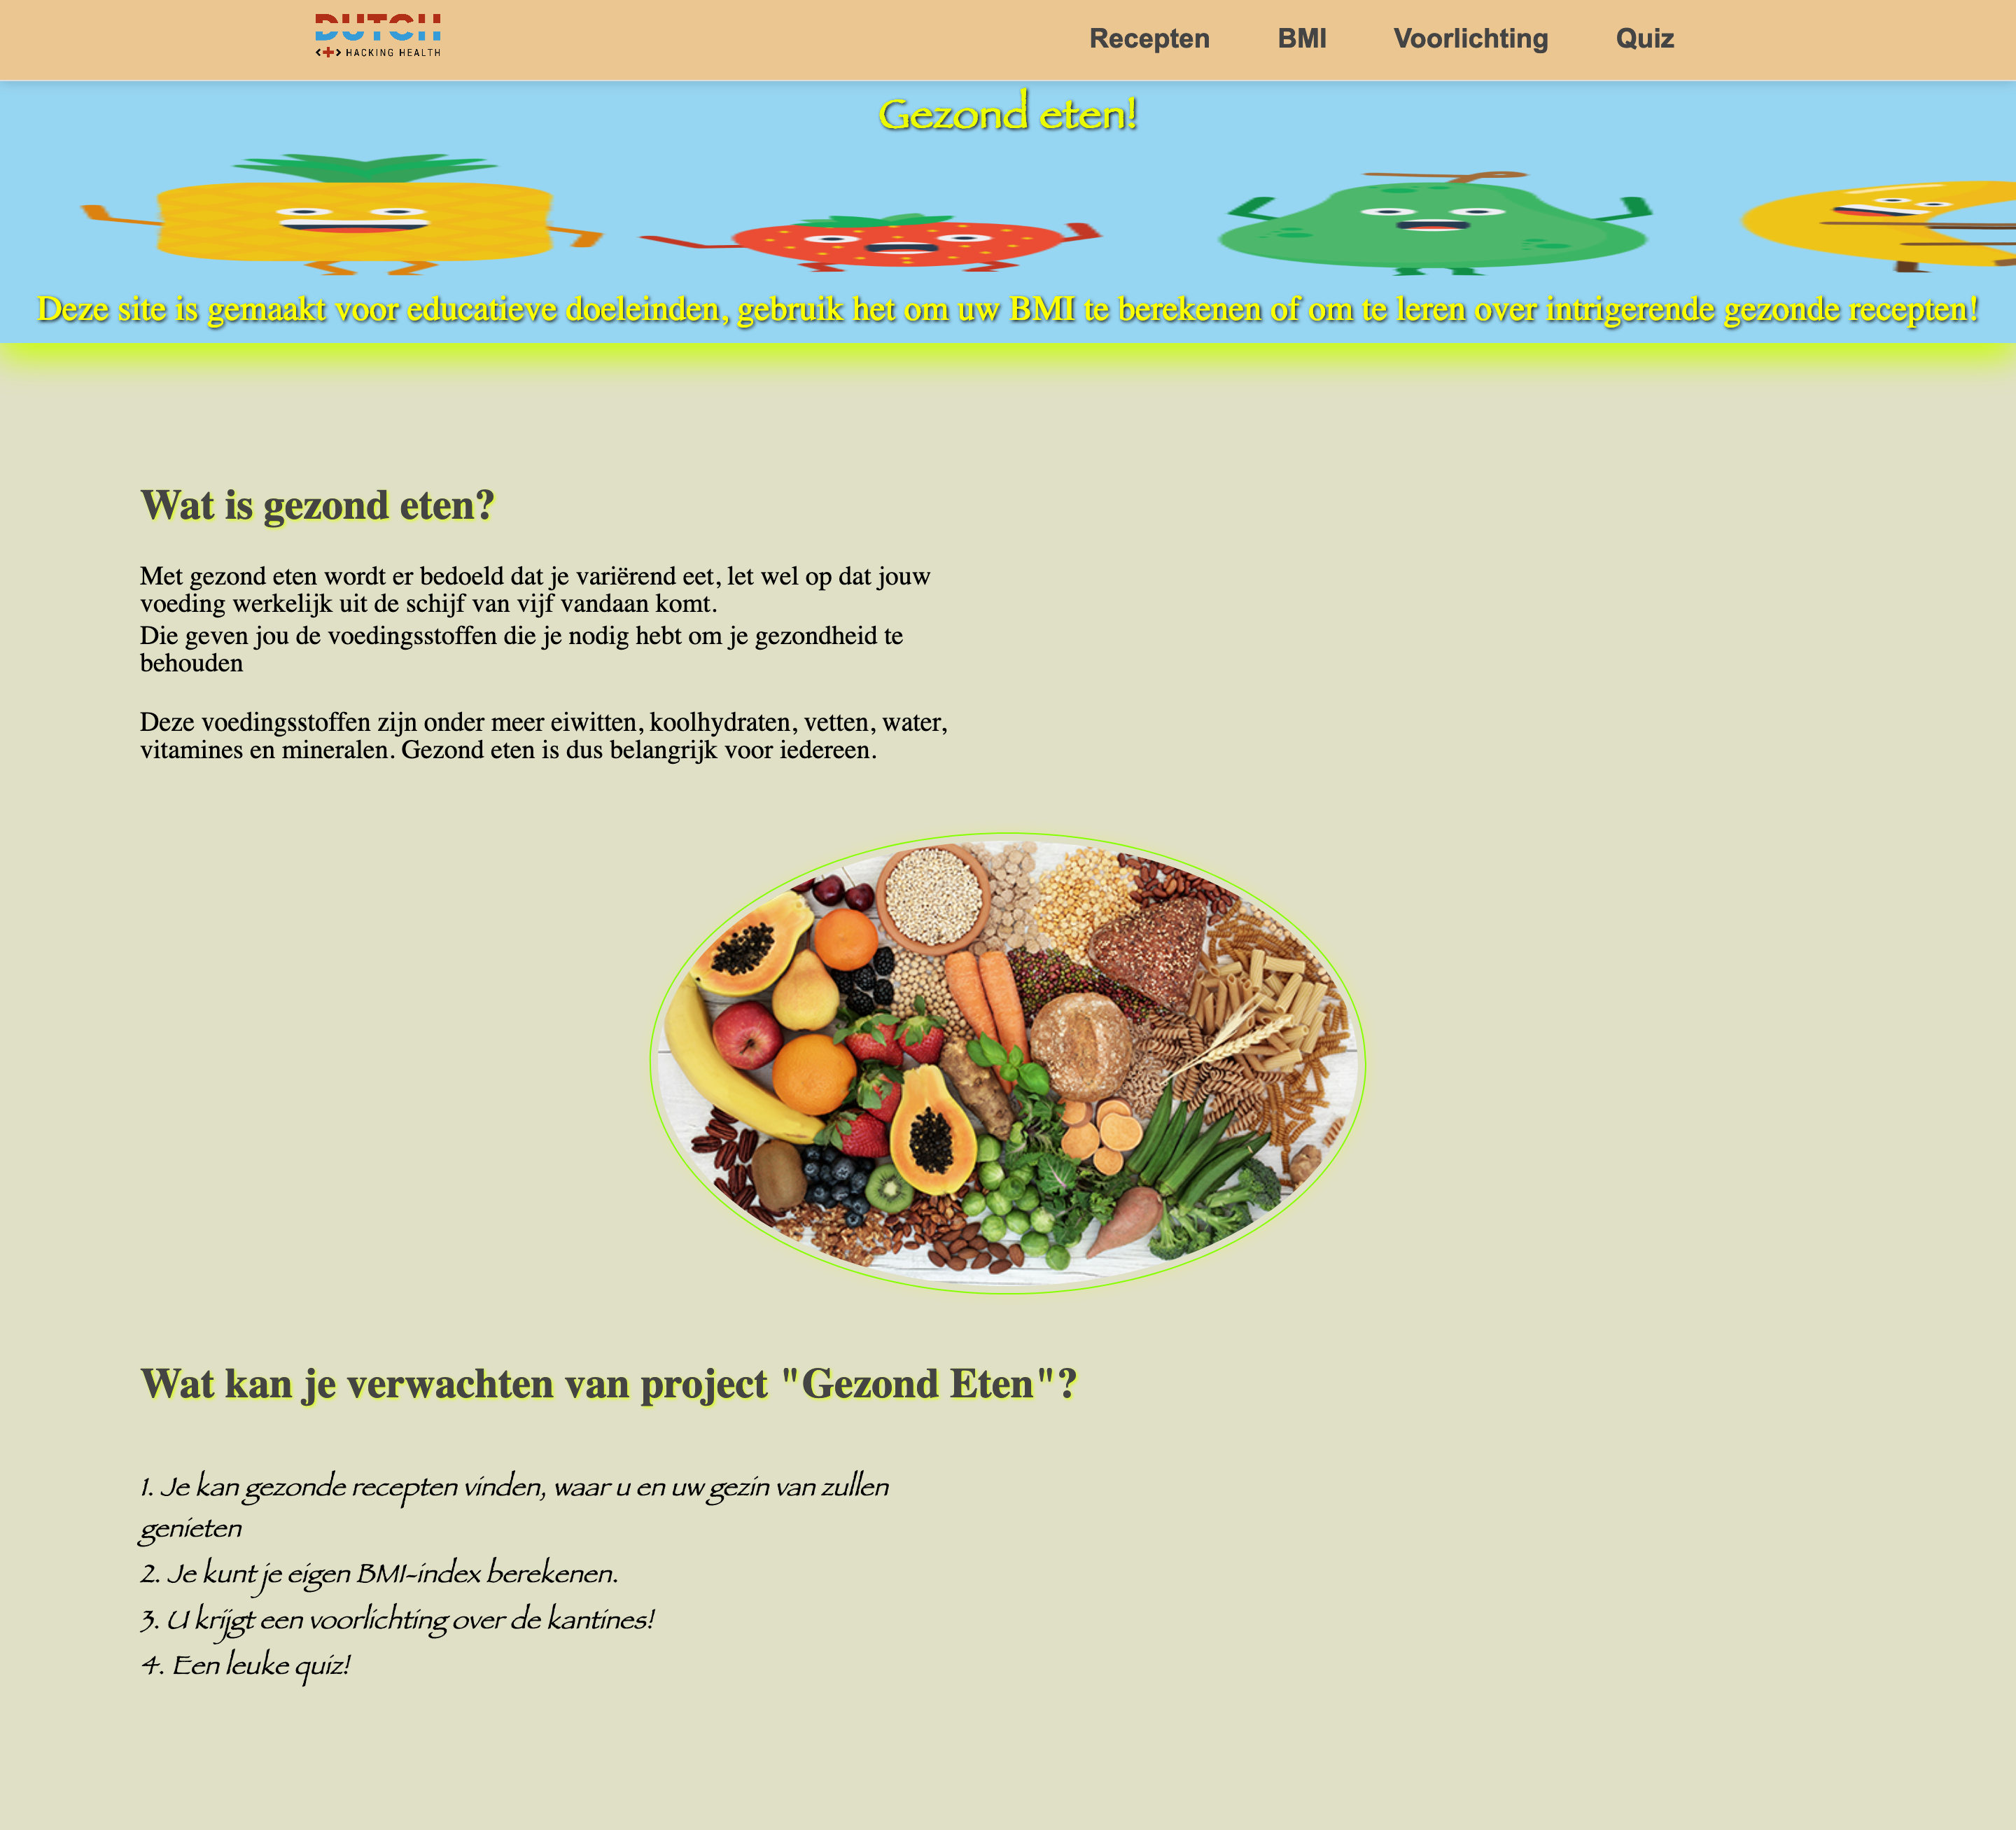 DUTCH
HACKING HEALTH
Recepten BMI Voorlichting Quiz
Gezond eten!
Deze site is gemaakt voor educatieve doeleinden, gebruik het om uw BMI te berekenen of om te leren over intrigerende gezonde recepten!
Wat is gezond eten?
Met gezond eten wordt er bedoeld dat je variërend eet, let wel op dat jouw
voeding werkelijk uit de schijf van vijf vandaan komt.
Die geven jou de voedingsstoffen die je nodig hebt om je gezondheid te
behouden
Deze voedingsstoffen zijn onder meer eiwitten, koolhydraten, vetten, water,
vitamines en mineralen. Gezond eten is dus belangrijk voor iedereen.
Wat kan je verwachten van project "Gezond Eten"?
1. Je kan gezonde recepten vinden, waar u en uw gezin van zullen
genieten
2. Je kunt je eigen BMI-index berekenen.
3. U krijgt een voorlichting over de kantines!
4. Een leuke quiz!